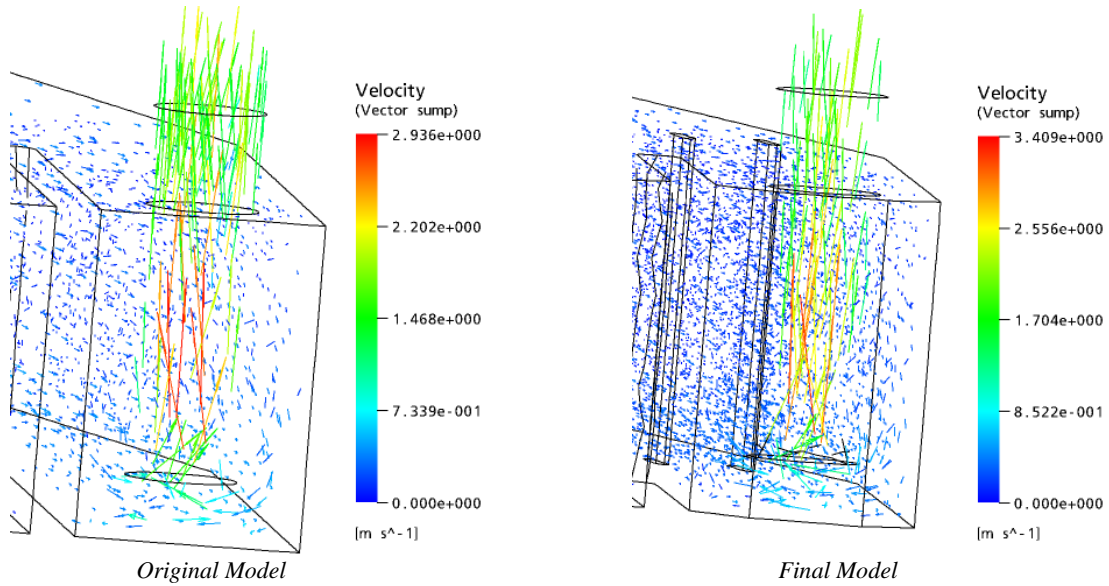 Velocity
(Vector sump)
2.936e+000
2.202e+000
1.468e+000
7.339e-001
0.000e+000
[m s^-1]
Original Model
Velocity
(Vector sump)
3.409e+000
2.556e+000
1.704e+000
8.522e-001
0.000e+000
[m s^-1]
Final Model